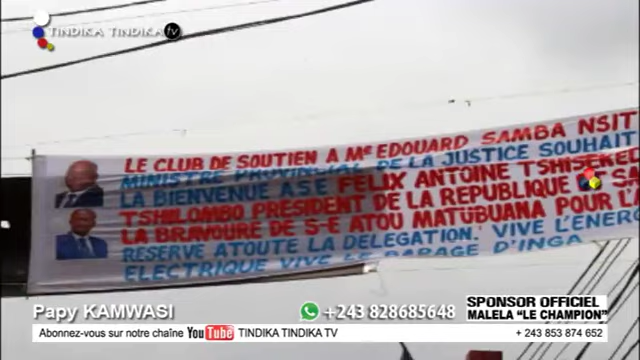 TINDIKA TINDIKA tv
LE CLUB DE SOUTIEN A Me EDOUARD SAMBA NSIT
MINISTRE PROVINCIAL DE LA JUSTICE SOUHAIT
LA BIENVENUE A S.E FELIX ANTOINE TSHISEKED
TSHILOMBO PRESIDENT DE LA REPUBLIQUE ET SA
LA BRAVOURE DE S-E ATOU MATUBUANA POUR L'A
RESERVE ATOUTE LA DELEGATION, VIVE L'ENERG
ELECTRIQUE VIVE LE BARAGE D'INGA
Papy KAMWASI
+243 828685648
SPONSOR OFFICIEL
MALELA "LE CHAMPION"
Abonnez-vous sur notre chaîne YouTube TINDIKA TINDIKA TV
+ 243 853 874 652